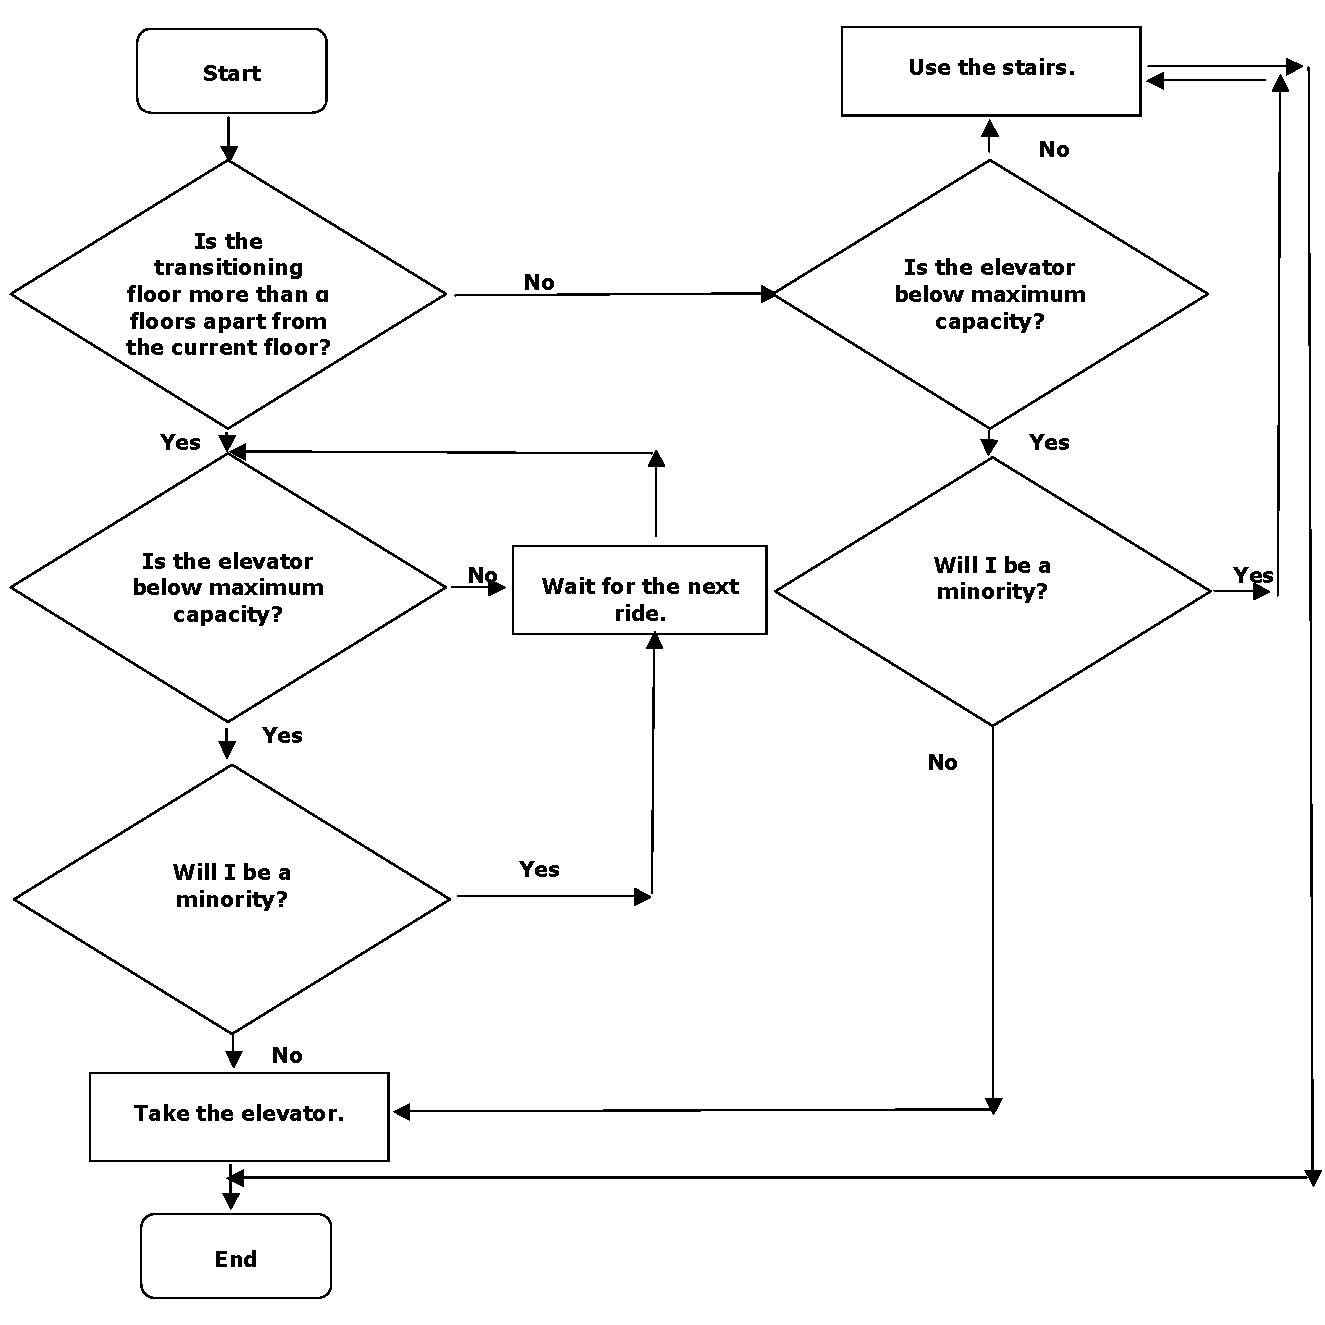 Start
Use the stairs.
No
Is the
transitioning
floor more than α
floors apart from
the current floor?
No
Is the elevator
below maximum
capacity?
Yes
Yes
Is the elevator
below maximum
capacity?
No
Wait for the next
ride.
Will I be a
minority?
Yes
Yes
No
Will I be a
minority?
Yes
No
Take the elevator.
End